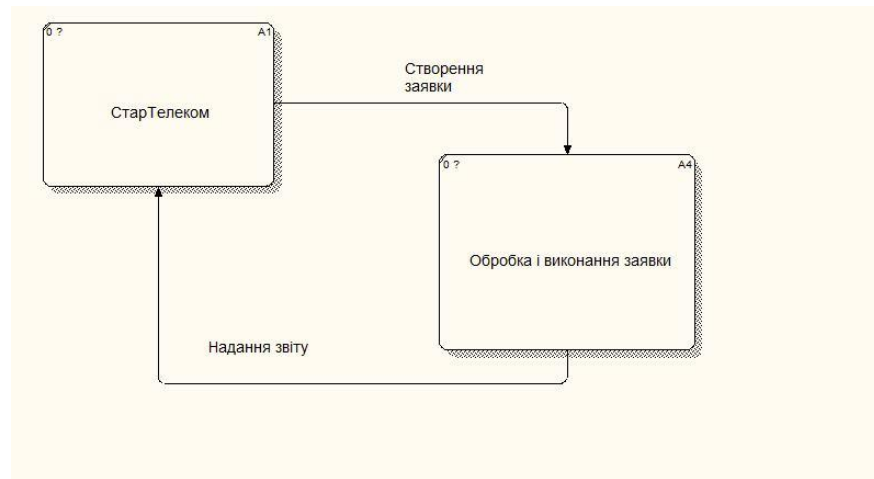 0 ?
A1
СтарТелеком
Створення
заявки
0 ?
A4
Обробка і виконання заявки
Надання звіту